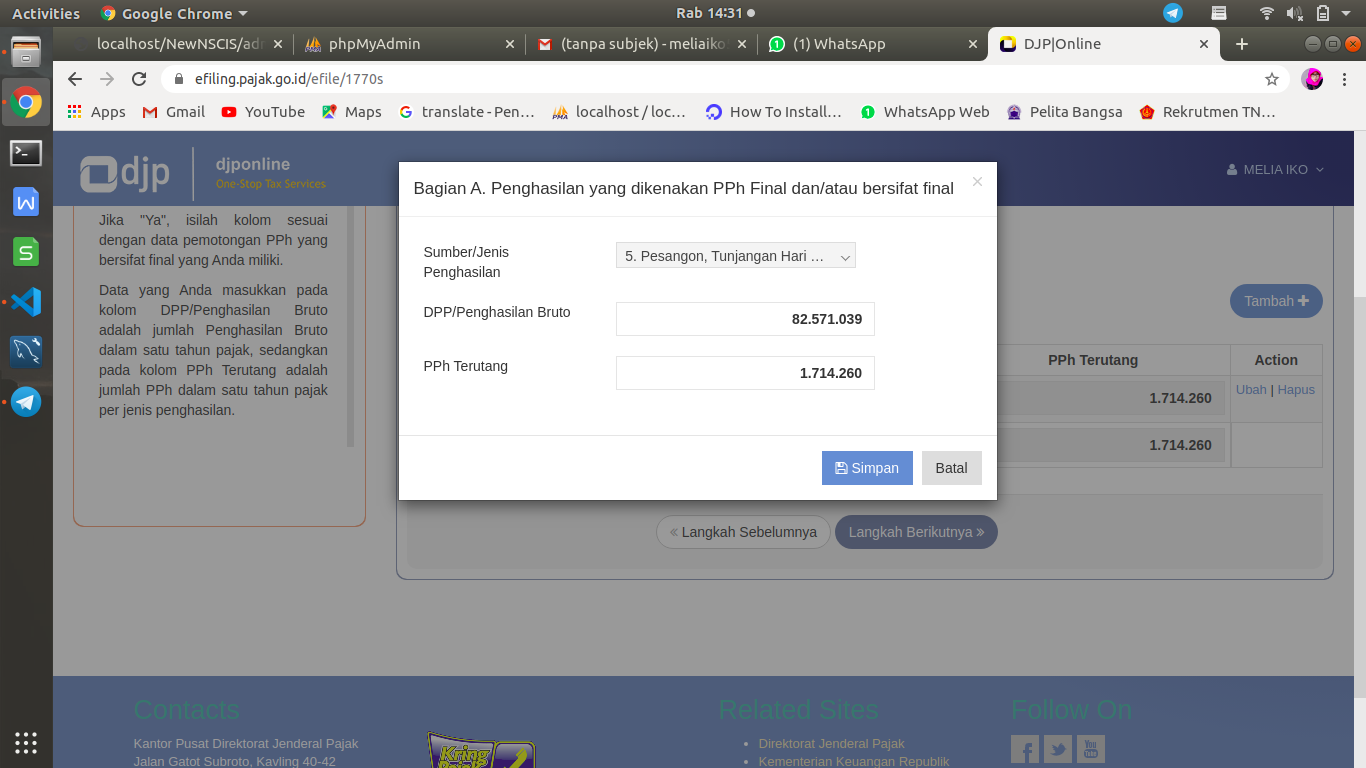 Activities
Google Chrome
Rab 14:31
localhost/NewNSCIS/adm
phpMyAdmin
(tanpa subjek) - meliaiko
(1) WhatsApp
DJP|Online
efiling.pajak.go.id/efile/1770s
Apps
Gmail
YouTube
Maps
translate - Pen…
localhost / loc…
How To Install…
WhatsApp Web
Pelita Bangsa
Rekrutmen TN…
djp
djponline
One-Stop Tax Services
MELIA IKO
Jika "Ya", isilah kolom sesuai
dengan data pemotongan PPh yang
bersifat final yang Anda miliki.
Data yang Anda masukkan pada
kolom DPP/Penghasilan Bruto
adalah jumlah Penghasilan Bruto
dalam satu tahun pajak, sedangkan
pada kolom PPh Terutang adalah
jumlah PPh dalam satu tahun pajak
per jenis penghasilan.
Bagian A. Penghasilan yang dikenakan PPh Final dan/atau bersifat final
Sumber/Jenis
Penghasilan
5. Pesangon, Tunjangan Hari …
DPP/Penghasilan Bruto
82.571.039
PPh Terutang
1.714.260
Simpan
Batal
Tambah
PPh Terutang
Action
1.714.260
Ubah | Hapus
1.714.260
« Langkah Sebelumnya
Langkah Berikutnya »
Contacts
Kantor Pusat Direktorat Jenderal Pajak
Jalan Gatot Subroto, Kavling 40-42
Kring
Related Sites
Direktorat Jenderal Pajak
Kementerian Keuangan Republik
Follow On
You